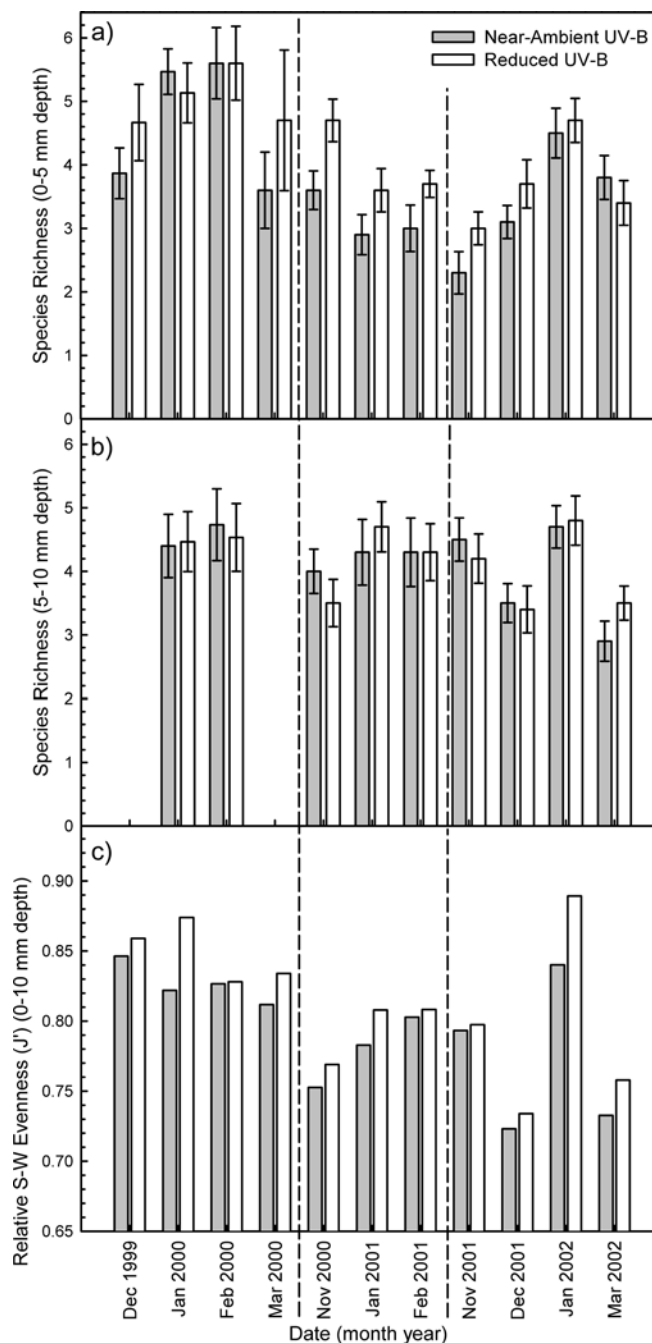 a)
Near-Ambient UV-B
Reduced UV-B
Species Richness (0-5 mm depth)
6
5
4
3
2
1
0
b)
Species Richness (5-10 mm depth)
6
5
4
3
2
1
0
c)
Relative S-W Evenness (J') (0-10 mm depth)
0.90
0.85
0.80
0.75
0.70
0.65
Dec 1999
Jan 2000
Feb 2000
Mar 2000
Nov 2000
Jan 2001
Feb 2001
Nov 2001
Dec 2001
Jan 2002
Mar 2002
Date (month year)